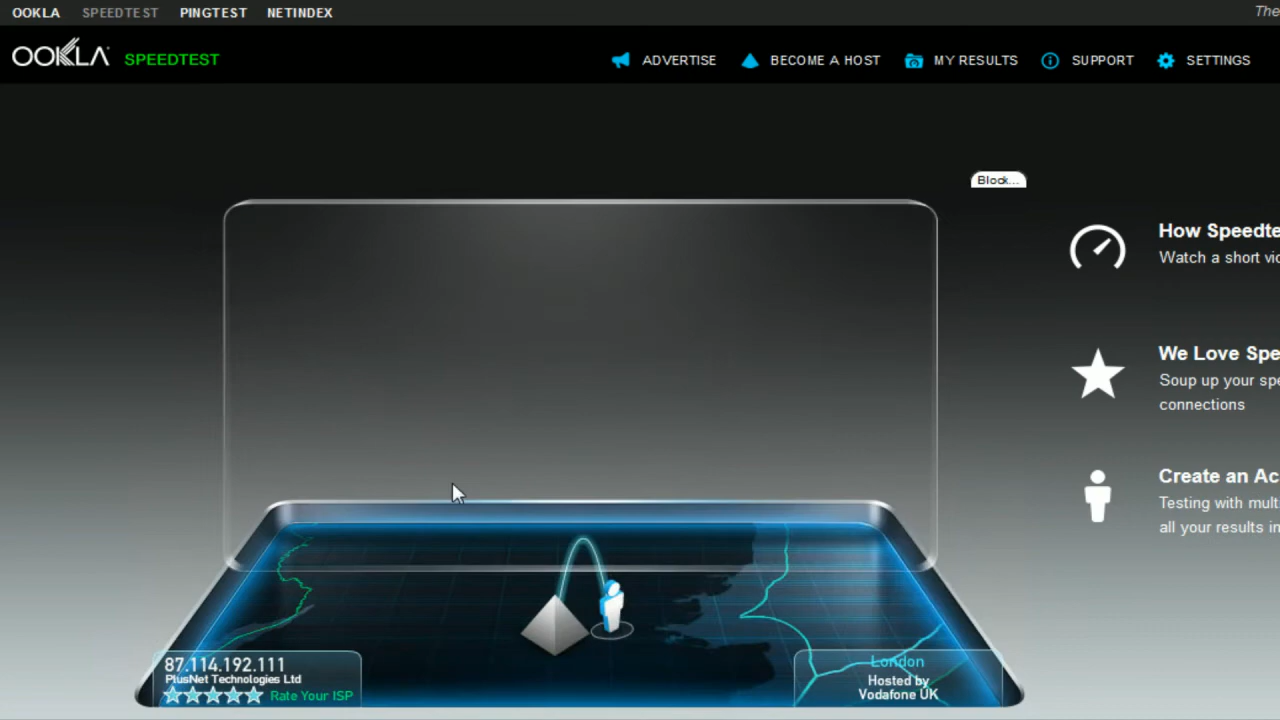 OOKLA SPEEDTEST PINGTEST NETINDEX The
OOKLA SPEEDTEST ADVERTISE BECOME A HOST MY RESULTS SUPPORT SETTINGS
Block...
How Speedte
Watch a short vid
We Love Spe
Soup up your spe
connections
Create an Ac
Testing with mult
all your results in
87.114.192.111
PlusNet Technologies Ltd
Rate Your ISP
London
Hosted by
Vodafone UK